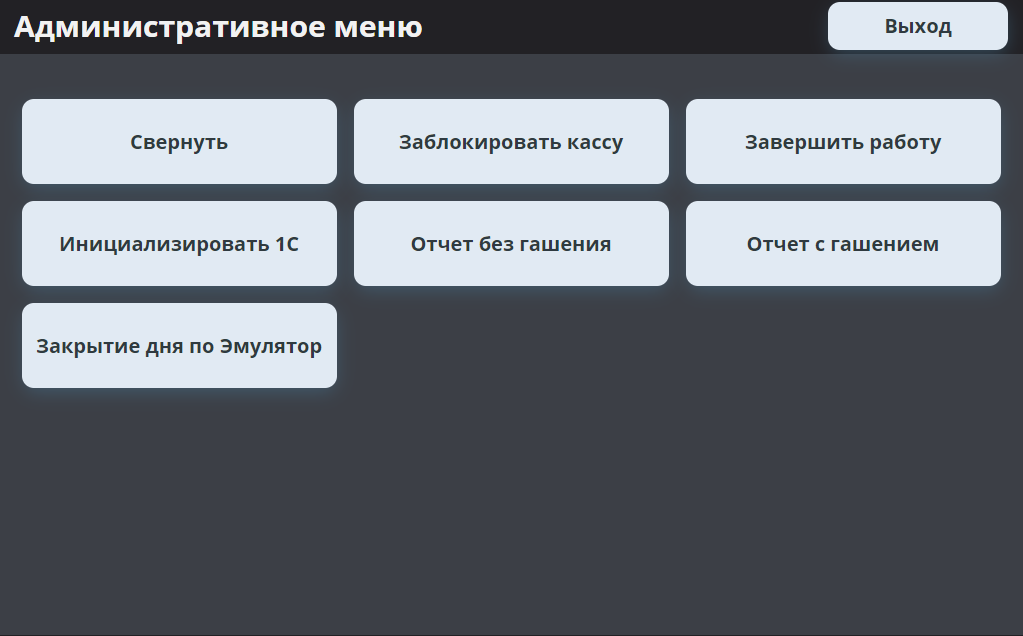 Административное меню
Выход
Свернуть
Заблокировать кассу
Завершить работу
Инициализировать 1С
Отчет без гашения
Отчет с гашением
Закрытие дня по Эмулятор